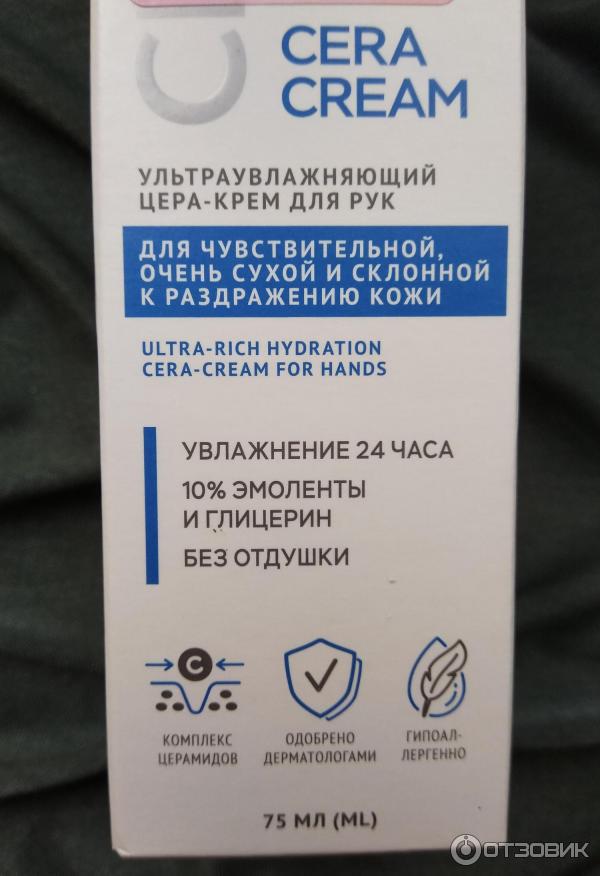 CERA
CREAM
УЛЬТРАУВЛАЖНЯЮЩИЙ
ЦЕРА-КРЕМ ДЛЯ РУК
ДЛЯ ЧУВСТВИТЕЛЬНОЙ,
ОЧЕНЬ СУХОЙ И СКЛОННОЙ
К РАЗДРАЖЕНИЮ КОЖИ
ULTRA-RICH HYDRATION
CERA-CREAM FOR HANDS
УВЛАЖНЕНИЕ 24 ЧАСА
10% ЭМОЛЕНТЫ
И ГЛИЦЕРИН
БЕЗ ОТДУШКИ
C
КОМПЛЕКС
ЦЕРАМИДОВ
ОДОБРЕНО
ДЕРМАТОЛОГАМИ
ГИПОАЛ-
ЛЕРГЕННО
75 МЛ (ML)
ОТЗОВИК